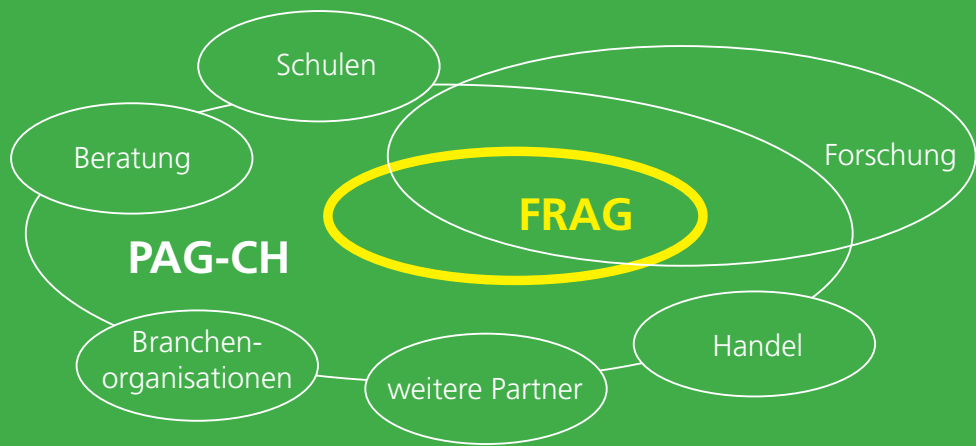 Schulen
Beratung
Forschung
FRAG
PAG-CH
Branchen-
organisationen
weitere Partner
Handel